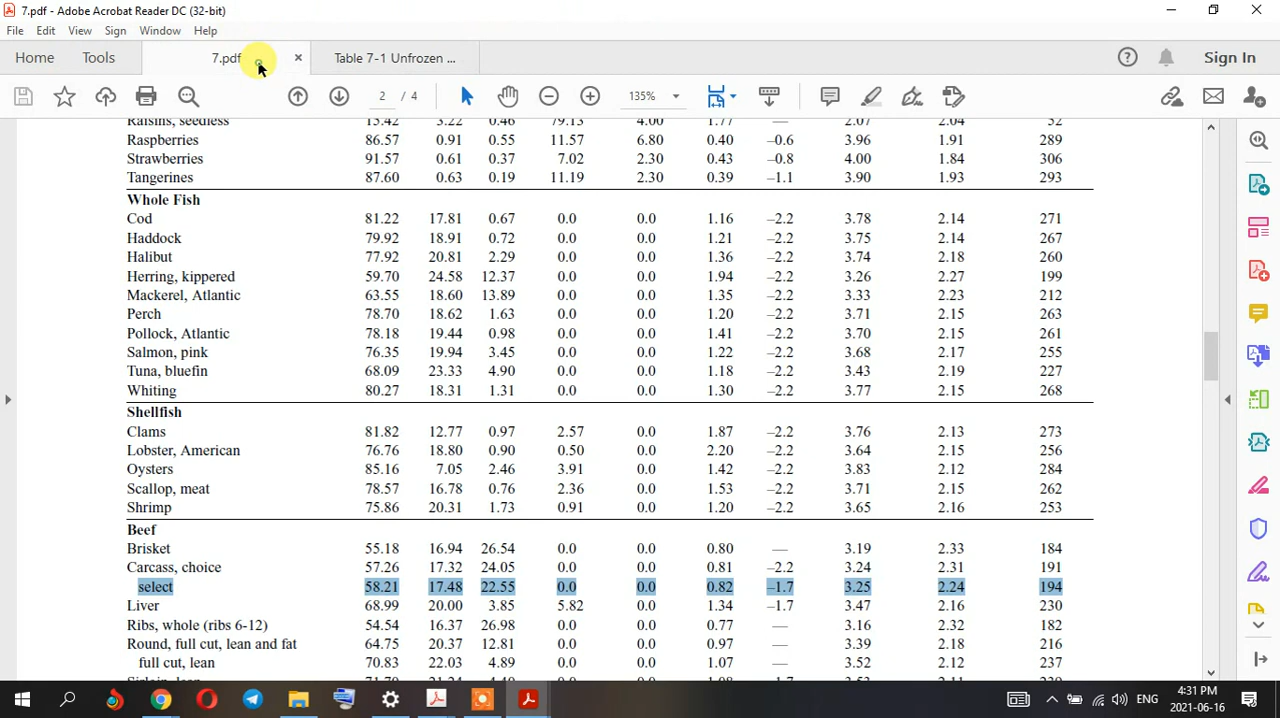 7.pdf - Adobe Acrobat Reader DC (32-bit)
File Edit View Sign Window Help
Home Tools 7.pdf × Table 7-1 Unfrozen ... Sign In
2 / 4 135%
Raisins, seedless 15.42 3.22 0.46 79.13 4.00 1.77 — 2.07 2.04 52
Raspberries 86.57 0.91 0.55 11.57 6.80 0.40 –0.6 3.96 1.91 289
Strawberries 91.57 0.61 0.37 7.02 2.30 0.43 –0.8 4.00 1.84 306
Tangerines 87.60 0.63 0.19 11.19 2.30 0.39 –1.1 3.90 1.93 293
Whole Fish
Cod 81.22 17.81 0.67 0.0 0.0 1.16 –2.2 3.78 2.14 271
Haddock 79.92 18.91 0.72 0.0 0.0 1.21 –2.2 3.75 2.14 267
Halibut 77.92 20.81 2.29 0.0 0.0 1.36 –2.2 3.74 2.18 260
Herring, kippered 59.70 24.58 12.37 0.0 0.0 1.94 –2.2 3.26 2.27 199
Mackerel, Atlantic 63.55 18.60 13.89 0.0 0.0 1.35 –2.2 3.33 2.23 212
Perch 78.70 18.62 1.63 0.0 0.0 1.20 –2.2 3.71 2.15 263
Pollock, Atlantic 78.18 19.44 0.98 0.0 0.0 1.41 –2.2 3.70 2.15 261
Salmon, pink 76.35 19.94 3.45 0.0 0.0 1.22 –2.2 3.68 2.17 255
Tuna, bluefin 68.09 23.33 4.90 0.0 0.0 1.18 –2.2 3.43 2.19 227
Whiting 80.27 18.31 1.31 0.0 0.0 1.30 –2.2 3.77 2.15 268
Shellfish
Clams 81.82 12.77 0.97 2.57 0.0 1.87 –2.2 3.76 2.13 273
Lobster, American 76.76 18.80 0.90 0.50 0.0 2.20 –2.2 3.64 2.15 256
Oysters 85.16 7.05 2.46 3.91 0.0 1.42 –2.2 3.83 2.12 284
Scallop, meat 78.57 16.78 0.76 2.36 0.0 1.53 –2.2 3.71 2.15 262
Shrimp 75.86 20.31 1.73 0.91 0.0 1.20 –2.2 3.65 2.16 253
Beef
Brisket 55.18 16.94 26.54 0.0 0.0 0.80 — 3.19 2.33 184
Carcass, choice 57.26 17.32 24.05 0.0 0.0 0.81 –2.2 3.24 2.31 191
select 58.21 17.48 22.55 0.0 0.0 0.82 –1.7 3.25 2.24 194
Liver 68.99 20.00 3.85 5.82 0.0 1.34 –1.7 3.47 2.16 230
Ribs, whole (ribs 6-12) 54.54 16.37 26.98 0.0 0.0 0.77 — 3.16 2.32 182
Round, full cut, lean and fat 64.75 20.37 12.81 0.0 0.0 0.97 — 3.39 2.18 216
full cut, lean 70.83 22.03 4.89 0.0 0.0 1.07 — 3.52 2.12 237
ENG
4:31 PM
2021-06-16